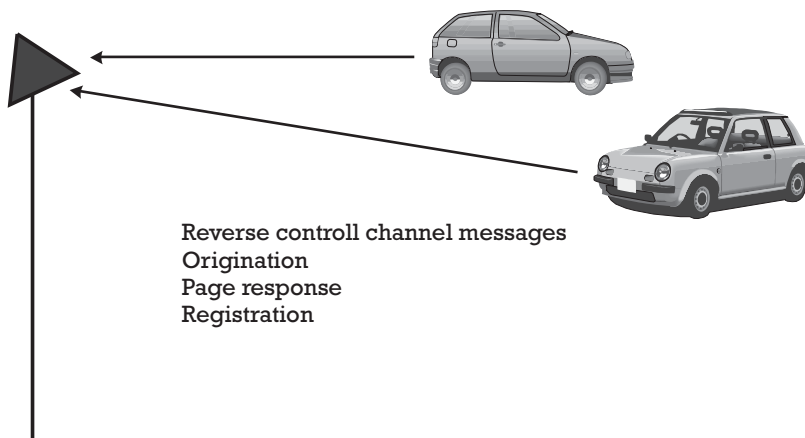 Reverse controll channel messages
Origination
Page response
Registration